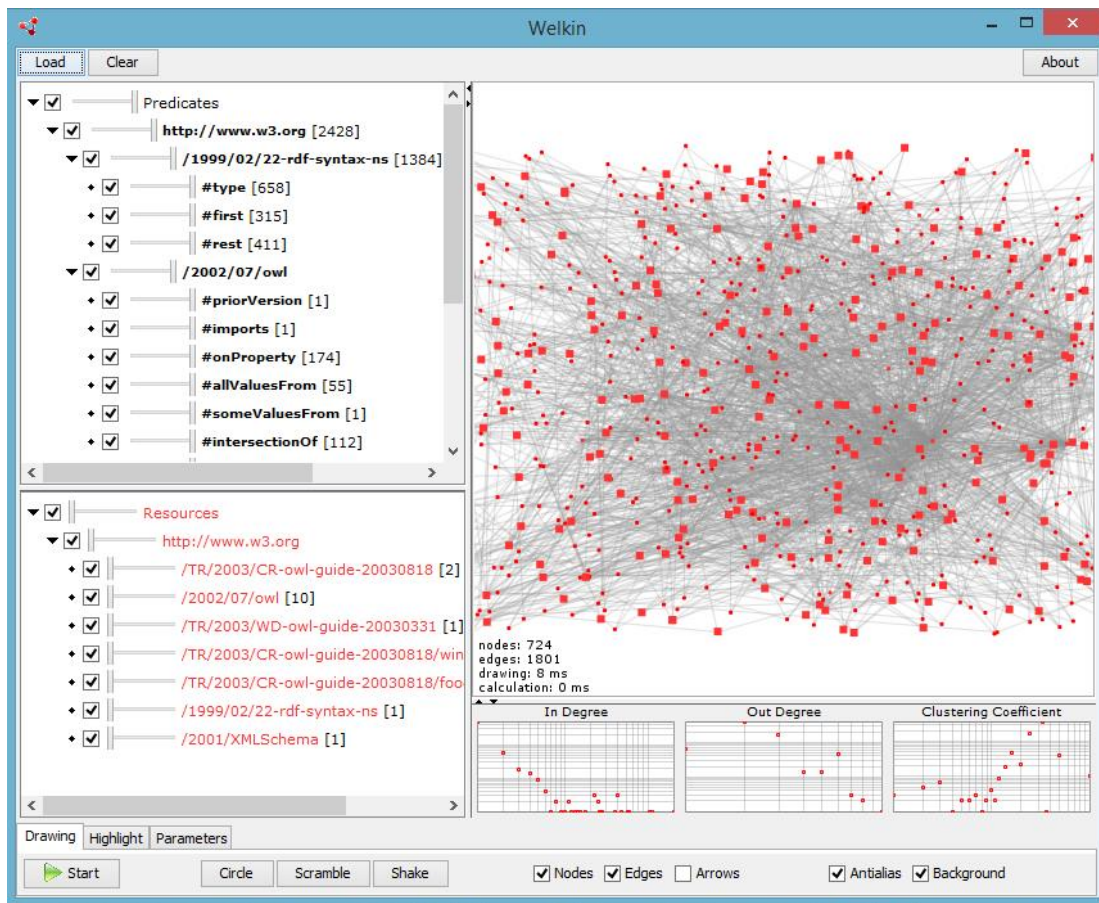 Welkin
Load Clear About
Predicates
http://www.w3.org [2428]
/1999/02/22-rdf-syntax-ns [1384]
#type [658]
#first [315]
#rest [411]
/2002/07/owl
#priorVersion [1]
#imports [1]
#onProperty [174]
#allValuesFrom [55]
#someValuesFrom [1]
#intersectionOf [112]
Resources
http://www.w3.org
/TR/2003/CR-owl-guide-20030818 [2]
/2002/07/owl [10]
/TR/2003/WD-owl-guide-20030331 [1]
/TR/2003/CR-owl-guide-20030818/win
/TR/2003/CR-owl-guide-20030818/foo
/1999/02/22-rdf-syntax-ns [1]
/2001/XMLSchema [1]
nodes: 724
edges: 1801
drawing: 8 ms
calculation: 0 ms
In Degree Out Degree Clustering Coefficient
Drawing Highlight Parameters
Start Circle Scramble Shake Nodes Edges Arrows Antialias Background